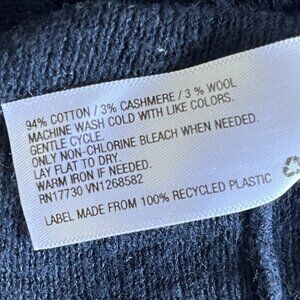 94% COTTON / 3% CASHMERE / 3 % WOOL
MACHINE WASH COLD WITH LIKE COLORS.
GENTLE CYCLE.
ONLY NON-CHLORINE BLEACH WHEN NEEDED.
LAY FLAT TO DRY.
WARM IRON IF NEEDED.
RN17730 VN1268582
LABEL MADE FROM 100% RECYCLED PLASTIC